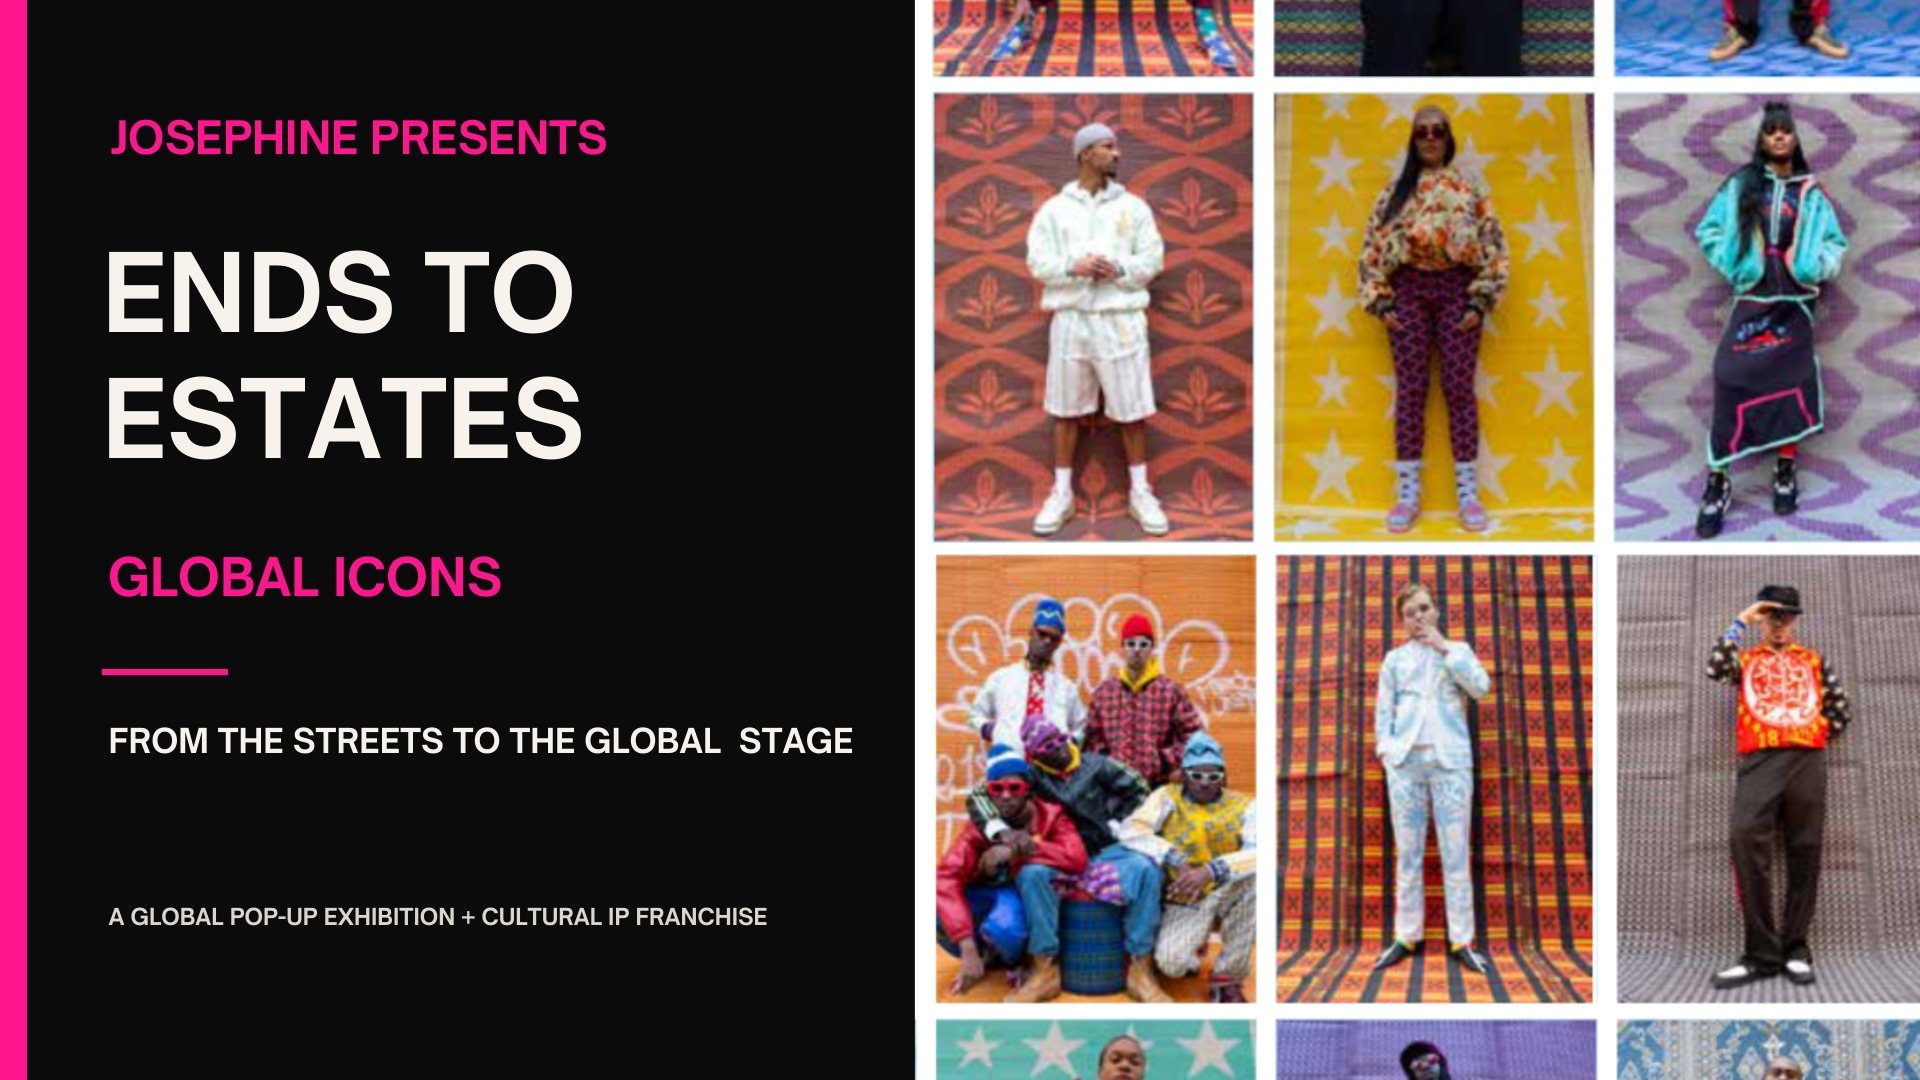 JOSEPHINE PRESENTS
ENDS TO
ESTATES
GLOBAL ICONS
FROM THE STREETS TO THE GLOBAL  STAGE
A GLOBAL POP-UP EXHIBITION + CULTURAL IP FRANCHISE
18